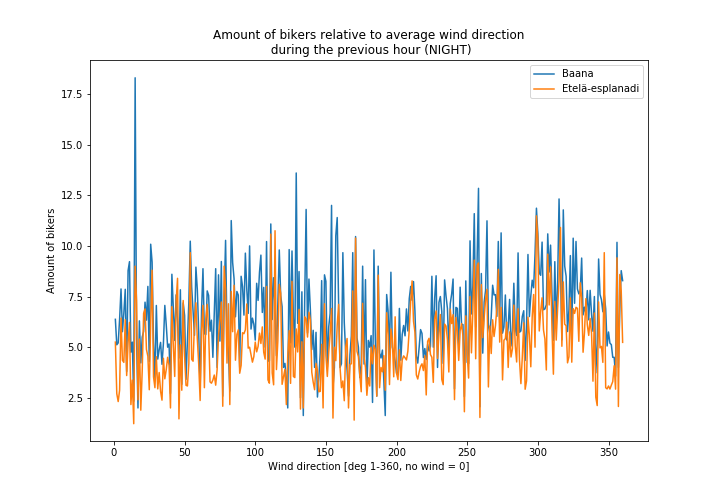 Amount of bikers relative to average wind direction
during the previous hour (NIGHT)
Baana
Etelä-esplanadi
Amount of bikers
17.5
15.0
12.5
10.0
7.5
5.0
2.5
0 50 100 150 200 250 300 350
Wind direction [deg 1-360, no wind = 0]